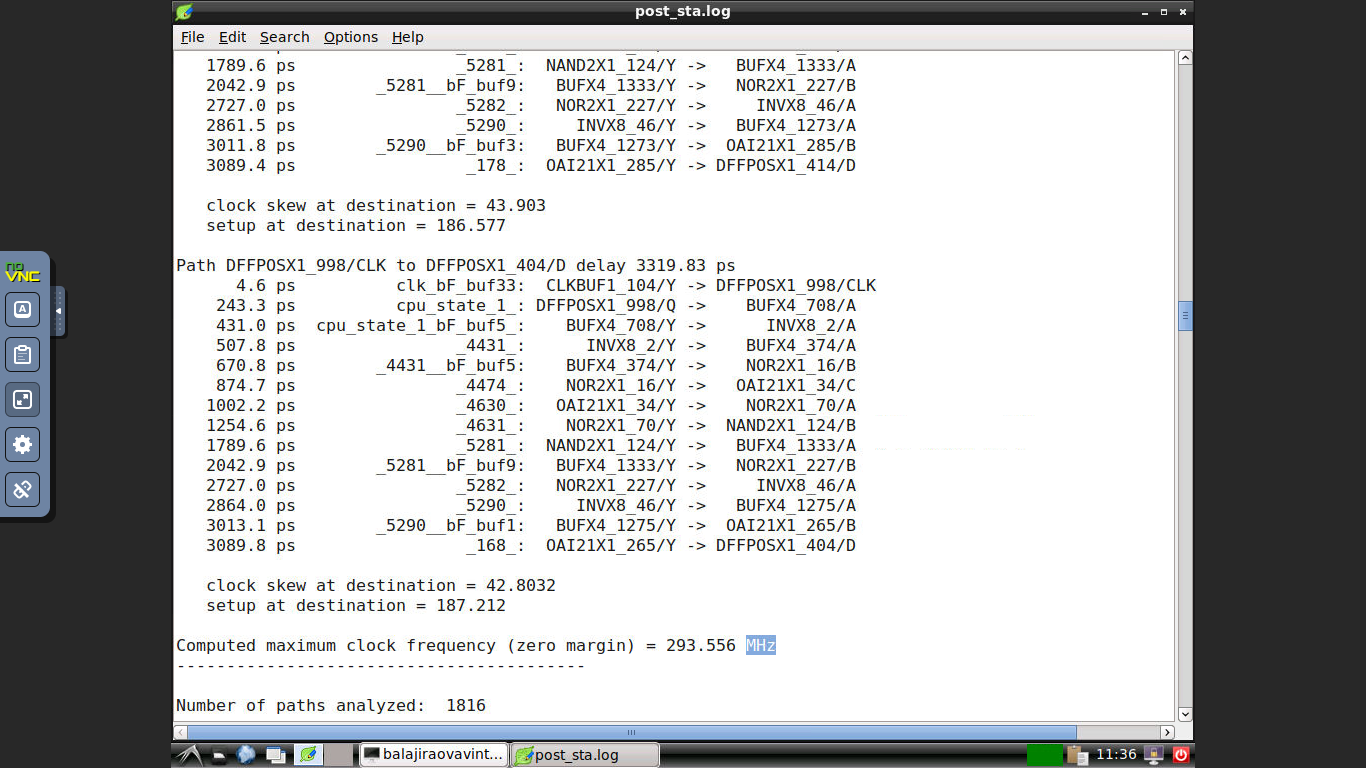 post_sta.log
File Edit Search Options Help
1789.6 ps _5281_: NAND2X1_124/Y -> BUFX4_1333/A
2042.9 ps _5281__bF_buf9: BUFX4_1333/Y -> NOR2X1_227/B
2727.0 ps _5282_: NOR2X1_227/Y -> INVX8_46/A
2861.5 ps _5290_: INVX8_46/Y -> BUFX4_1273/A
3011.8 ps _5290__bF_buf3: BUFX4_1273/Y -> OAI21X1_285/B
3089.4 ps _178_: OAI21X1_285/Y -> DFFPOSX1_414/D
clock skew at destination = 43.903
setup at destination = 186.577
Path DFFPOSX1_998/CLK to DFFPOSX1_404/D delay 3319.83 ps
4.6 ps clk_bF_buf33: CLKBUF1_104/Y -> DFFPOSX1_998/CLK
243.3 ps cpu_state_1_: DFFPOSX1_998/Q -> BUFX4_708/A
431.0 ps cpu_state_1_bF_buf5_: BUFX4_708/Y -> INVX8_2/A
507.8 ps _4431_: INVX8_2/Y -> BUFX4_374/A
670.8 ps _4431__bF_buf5: BUFX4_374/Y -> NOR2X1_16/B
874.7 ps _4474_: NOR2X1_16/Y -> OAI21X1_34/C
1002.2 ps _4630_: OAI21X1_34/Y -> NOR2X1_70/A
1254.6 ps _4631_: NOR2X1_70/Y -> NAND2X1_124/B
1789.6 ps _5281_: NAND2X1_124/Y -> BUFX4_1333/A
2042.9 ps _5281__bF_buf9: BUFX4_1333/Y -> NOR2X1_227/B
2727.0 ps _5282_: NOR2X1_227/Y -> INVX8_46/A
2864.0 ps _5290_: INVX8_46/Y -> BUFX4_1275/A
3013.1 ps _5290__bF_buf1: BUFX4_1275/Y -> OAI21X1_265/B
3089.8 ps _168_: OAI21X1_265/Y -> DFFPOSX1_404/D
clock skew at destination = 42.8032
setup at destination = 187.212
Computed maximum clock frequency (zero margin) = 293.556 MHz
-----------------------------------------
Number of paths analyzed: 1816
no
VNC
A
balajiraovavint... post_sta.log 11:36